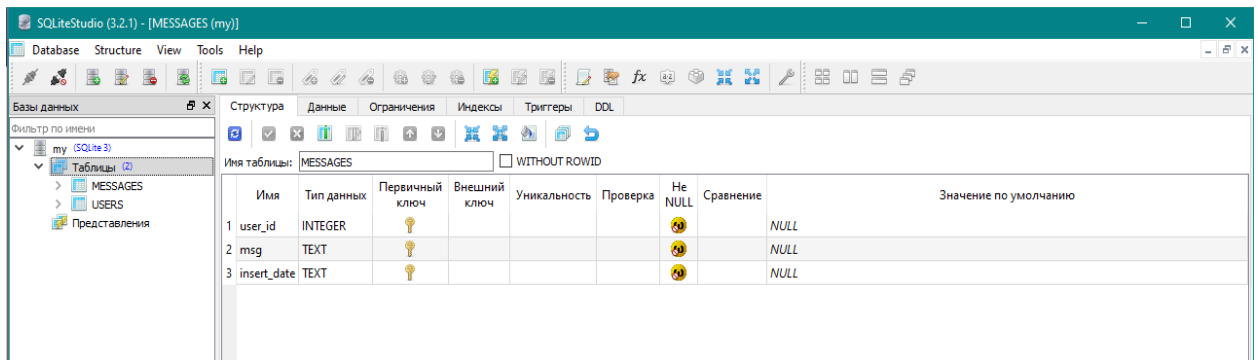 SQLiteStudio (3.2.1) - [MESSAGES (my)]
Database Structure View Tools Help
Базы данных
Структура Данные Ограничения Индексы Триггеры DDL
Фильтр по имени
my (SQLite 3)
Таблицы (2)
MESSAGES
USERS
Представления
Имя таблицы: MESSAGES WITHOUT ROWID
Имя Тип данных Первичный ключ Внешний ключ Уникальность Проверка Не NULL Сравнение Значение по умолчанию
1 user_id INTEGER NULL
2 msg TEXT NULL
3 insert_date TEXT NULL